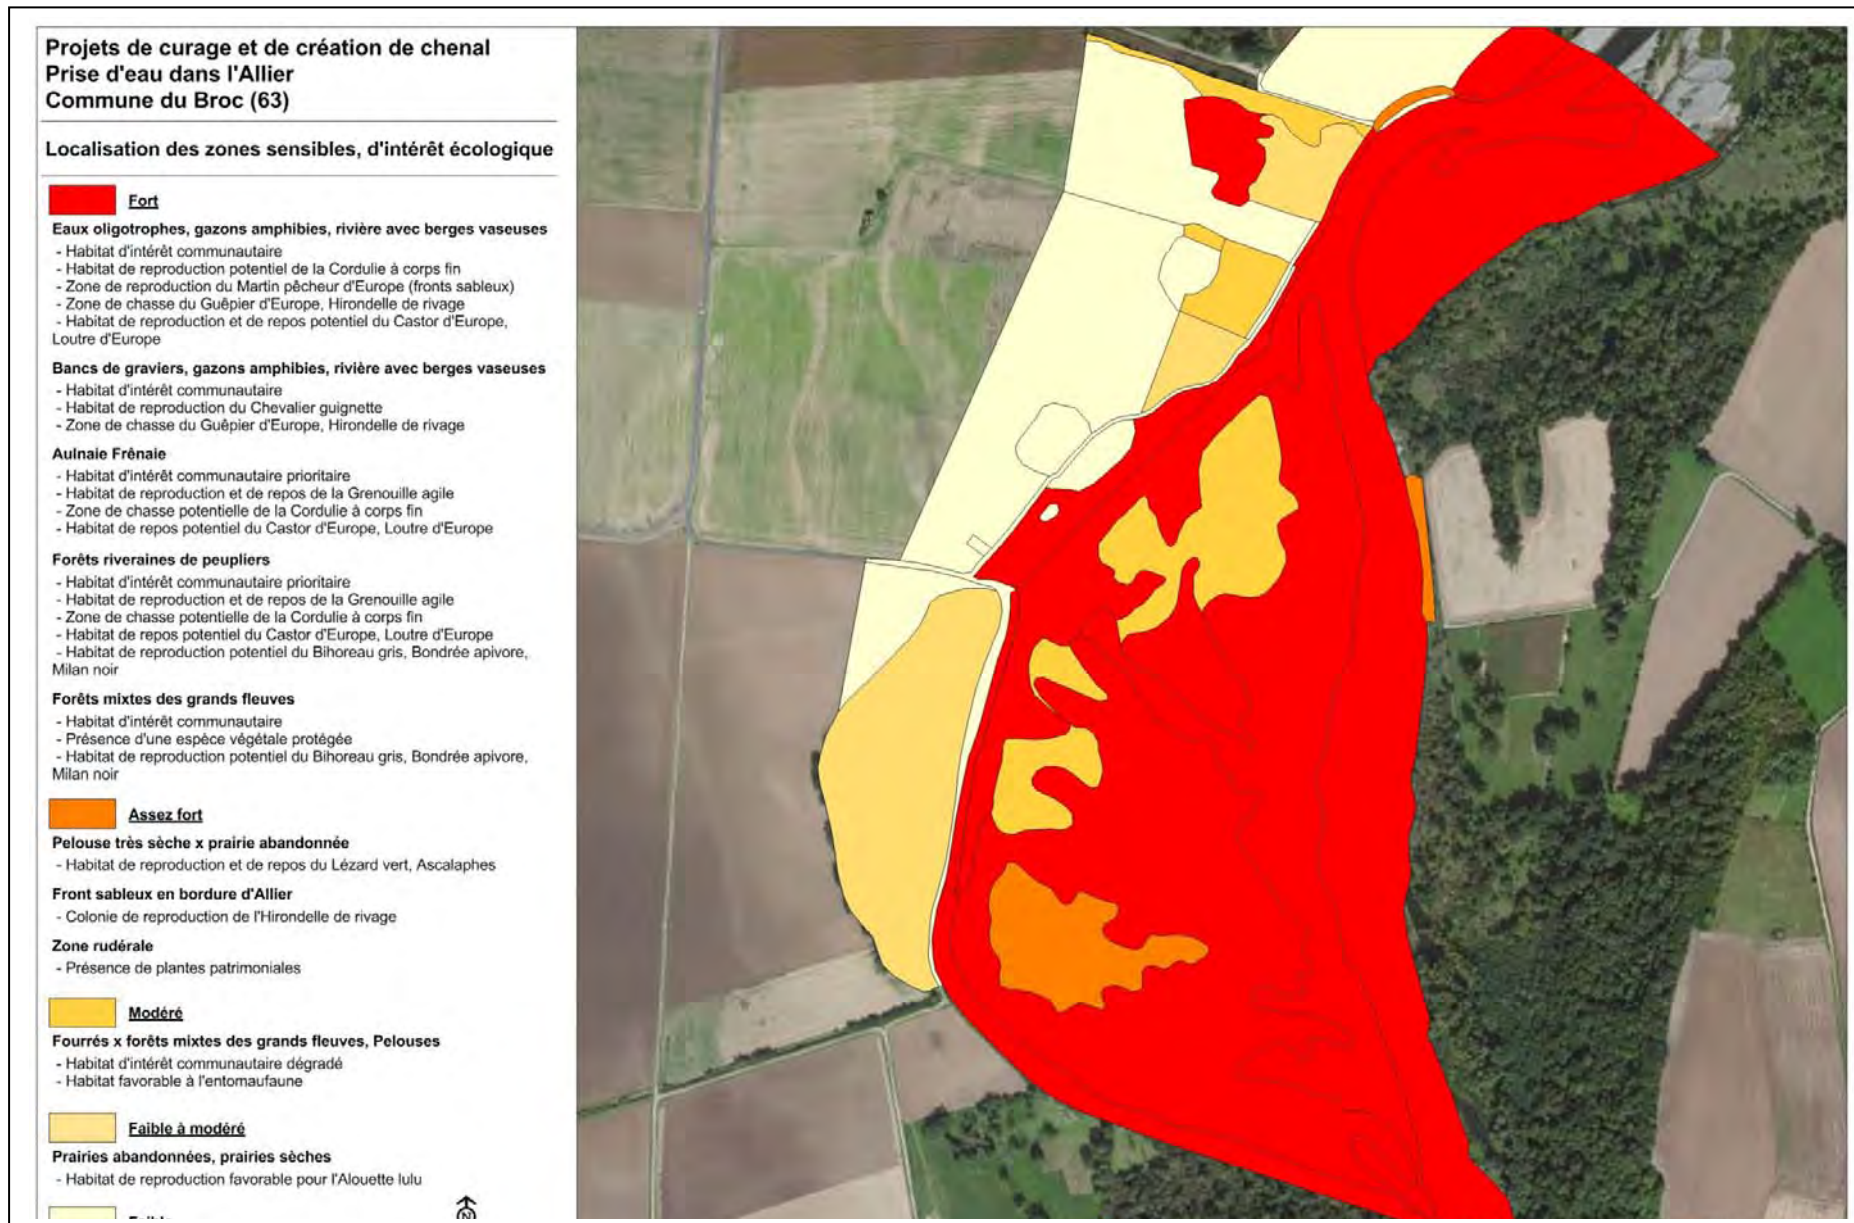 Projets de curage et de création de chenal
Prise d'eau dans l'Allier
Commune du Broc (63)
Localisation des zones sensibles, d'intérêt écologique
Fort
Eaux oligotrophes, gazons amphibies, rivière avec berges vaseuses
- Habitat d'intérêt communautaire
- Habitat de reproduction potentiel de la Cordulie à corps fin
- Zone de reproduction du Martin pêcheur d'Europe (fronts sableux)
- Zone de chasse du Guêpier d'Europe, Hirondelle de rivage
- Habitat de reproduction et de repos potentiel du Castor d'Europe,
Loutre d'Europe
Bancs de graviers, gazons amphibies, rivière avec berges vaseuses
- Habitat d'intérêt communautaire
- Habitat de reproduction du Chevalier guignette
- Zone de chasse du Guêpier d'Europe, Hirondelle de rivage
Aulnaie Frênaie
- Habitat d'intérêt communautaire prioritaire
- Habitat de reproduction et de repos de la Grenouille agile
- Zone de chasse potentielle de la Cordulie à corps fin
- Habitat de repos potentiel du Castor d'Europe, Loutre d'Europe
Forêts riveraines de peupliers
- Habitat d'intérêt communautaire prioritaire
- Habitat de reproduction et de repos de la Grenouille agile
- Zone de chasse potentielle de la Cordulie à corps fin
- Habitat de repos potentiel du Castor d'Europe, Loutre d'Europe
- Habitat de reproduction potentiel du Bihoreau gris, Bondrée apivore,
Milan noir
Forêts mixtes des grands fleuves
- Habitat d'intérêt communautaire
- Présence d'une espèce végétale protégée
- Habitat de reproduction potentiel du Bihoreau gris, Bondrée apivore,
Milan noir
Assez fort
Pelouse très sèche x prairie abandonnée
- Habitat de reproduction et de repos du Lézard vert, Ascalaphes
Front sableux en bordure d'Allier
- Colonie de reproduction de l'Hirondelle de rivage
Zone rudérale
- Présence de plantes patrimoniales
Modéré
Fourrés x forêts mixtes des grands fleuves, Pelouses
- Habitat d'intérêt communautaire dégradé
- Habitat favorable à l'entomaufaune
Faible à modéré
Prairies abandonnées, prairies sèches
- Habitat de reproduction favorable pour l'Alouette lulu
Faible
N